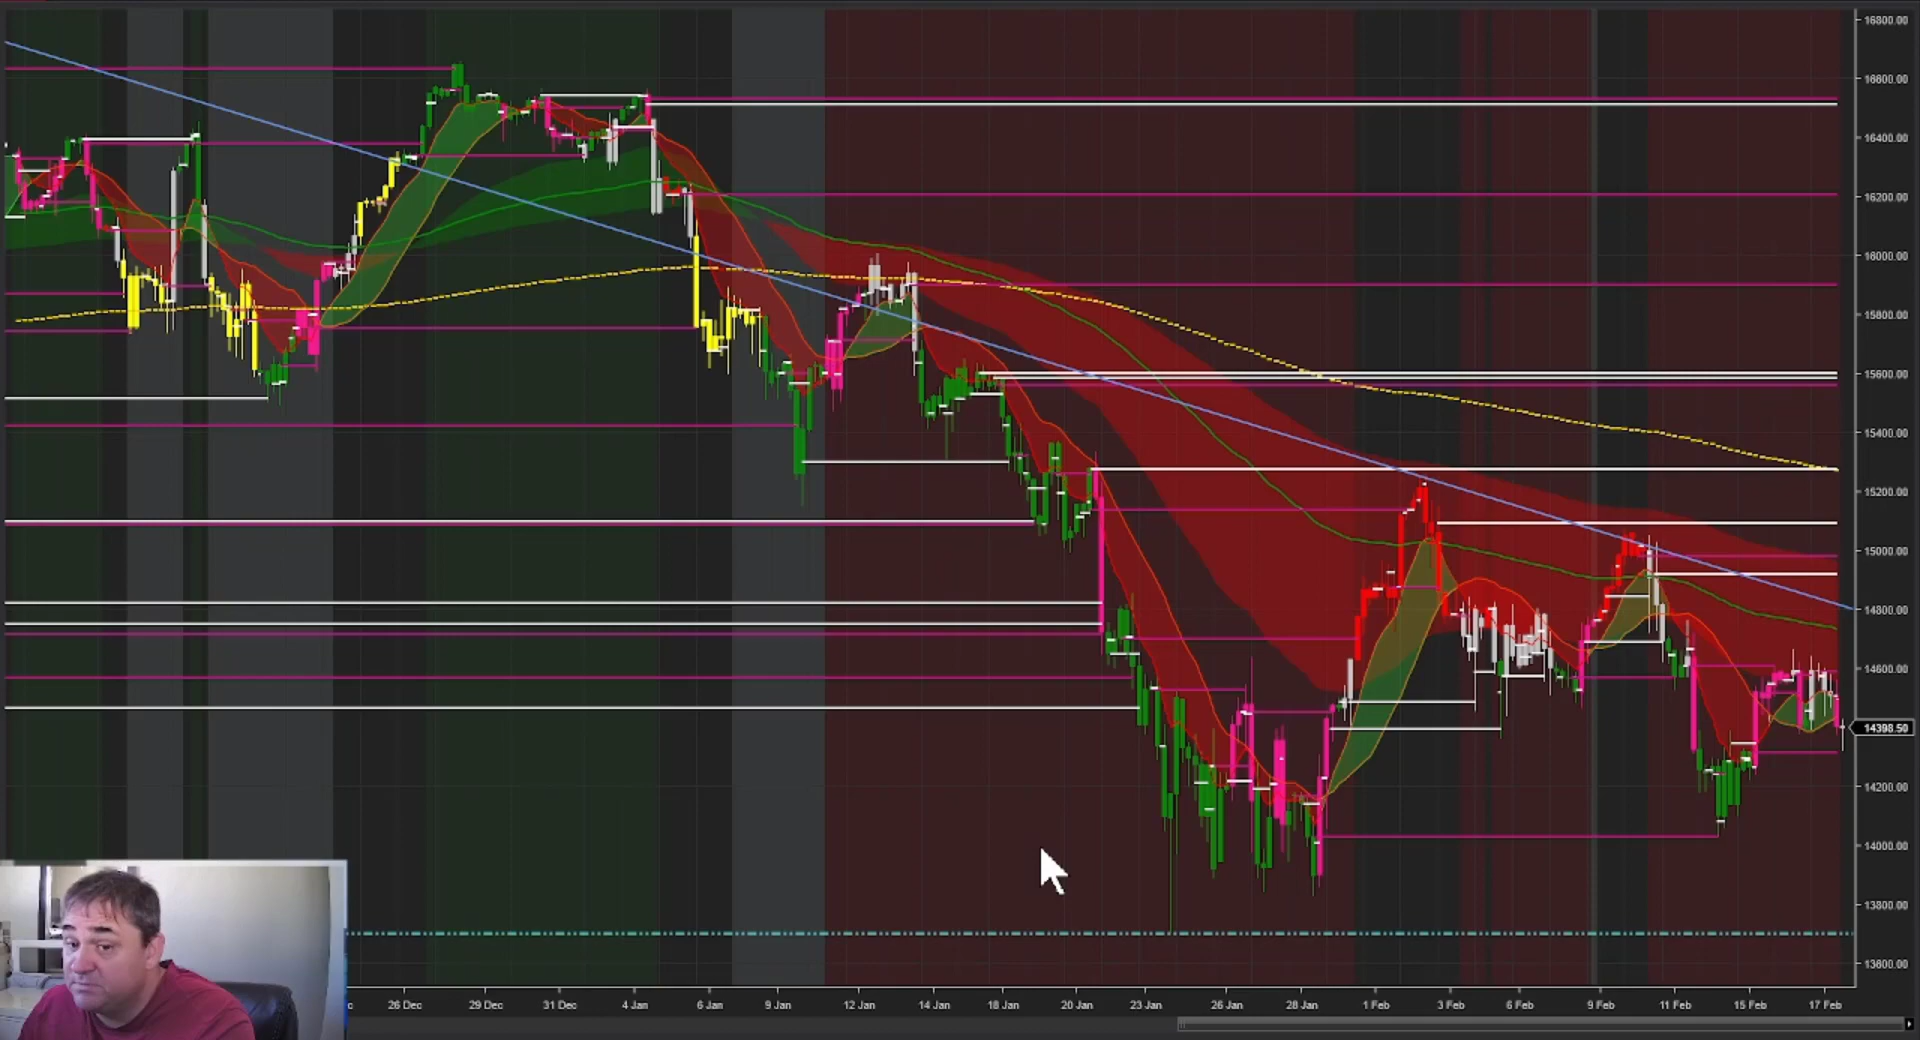 16800.00
16600.00
16400.00
16200.00
16000.00
15800.00
15600.00
15400.00
15200.00
15000.00
14800.00
14600.00
14398.50
14200.00
14000.00
13800.00
13600.00
26 Dec
29 Dec
31 Dec
4 Jan
6 Jan
9 Jan
12 Jan
14 Jan
18 Jan
20 Jan
23 Jan
26 Jan
28 Jan
1 Feb
3 Feb
6 Feb
9 Feb
11 Feb
15 Feb
17 Feb